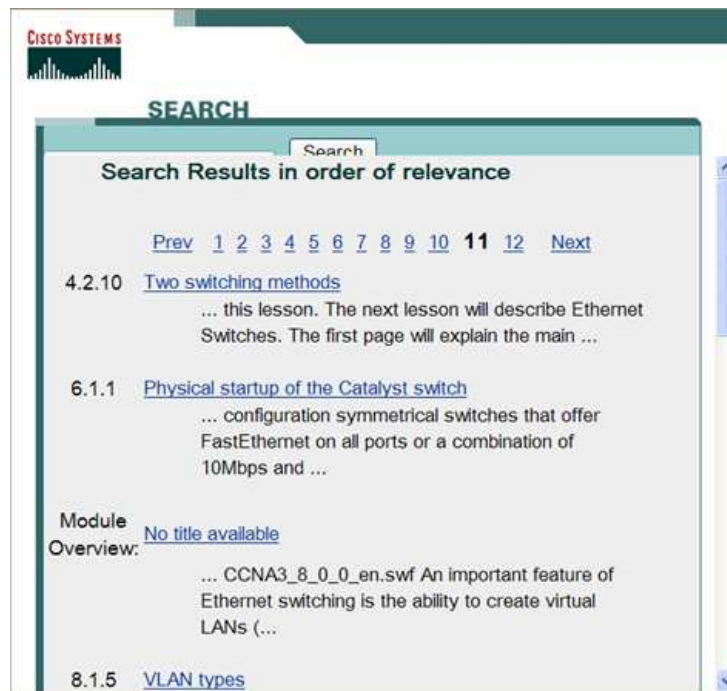 CISCO SYSTEMS
SEARCH
Search
Search Results in order of relevance
Prev 1 2 3 4 5 6 7 8 9 10 11 12 Next
4.2.10 Two switching methods
... this lesson. The next lesson will describe Ethernet
Switches. The first page will explain the main ...
6.1.1 Physical startup of the Catalyst switch
... configuration symmetrical switches that offer
FastEthernet on all ports or a combination of
10Mbps and ...
Module
Overview: No title available
... CCNA3_8_0_0_en.swf An important feature of
Ethernet switching is the ability to create virtual
LANs (...
8.1.5 VLAN types